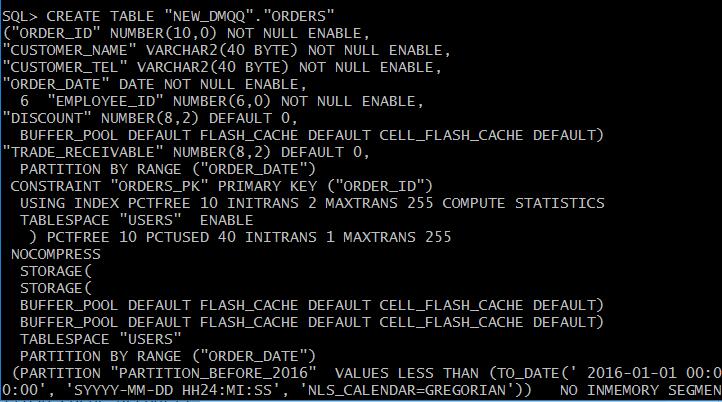 SQL> CREATE TABLE "NEW_DMQQ"."ORDERS"
("ORDER_ID" NUMBER(10,0) NOT NULL ENABLE,
"CUSTOMER_NAME" VARCHAR2(40 BYTE) NOT NULL ENABLE,
"CUSTOMER_TEL" VARCHAR2(40 BYTE) NOT NULL ENABLE,
"ORDER_DATE" DATE NOT NULL ENABLE,
6 "EMPLOYEE_ID" NUMBER(6,0) NOT NULL ENABLE,
"DISCOUNT" NUMBER(8,2) DEFAULT 0,
BUFFER_POOL DEFAULT FLASH_CACHE DEFAULT CELL_FLASH_CACHE DEFAULT)
"TRADE_RECEIVABLE" NUMBER(8,2) DEFAULT 0,
PARTITION BY RANGE ("ORDER_DATE")
CONSTRAINT "ORDERS_PK" PRIMARY KEY ("ORDER_ID")
USING INDEX PCTFREE 10 INITRANS 2 MAXTRANS 255 COMPUTE STATISTICS
TABLESPACE "USERS" ENABLE
) PCTFREE 10 PCTUSED 40 INITRANS 1 MAXTRANS 255
NOCOMPRESS
STORAGE(
STORAGE(
BUFFER_POOL DEFAULT FLASH_CACHE DEFAULT CELL_FLASH_CACHE DEFAULT)
BUFFER_POOL DEFAULT FLASH_CACHE DEFAULT CELL_FLASH_CACHE DEFAULT)
TABLESPACE "USERS"
PARTITION BY RANGE ("ORDER_DATE")
(PARTITION "PARTITION_BEFORE_2016" VALUES LESS THAN (TO_DATE(' 2016-01-01 00:0
0:00', 'SYYYY-MM-DD HH24:MI:SS', 'NLS_CALENDAR=GREGORIAN')) NO INMEMORY SEGMEN